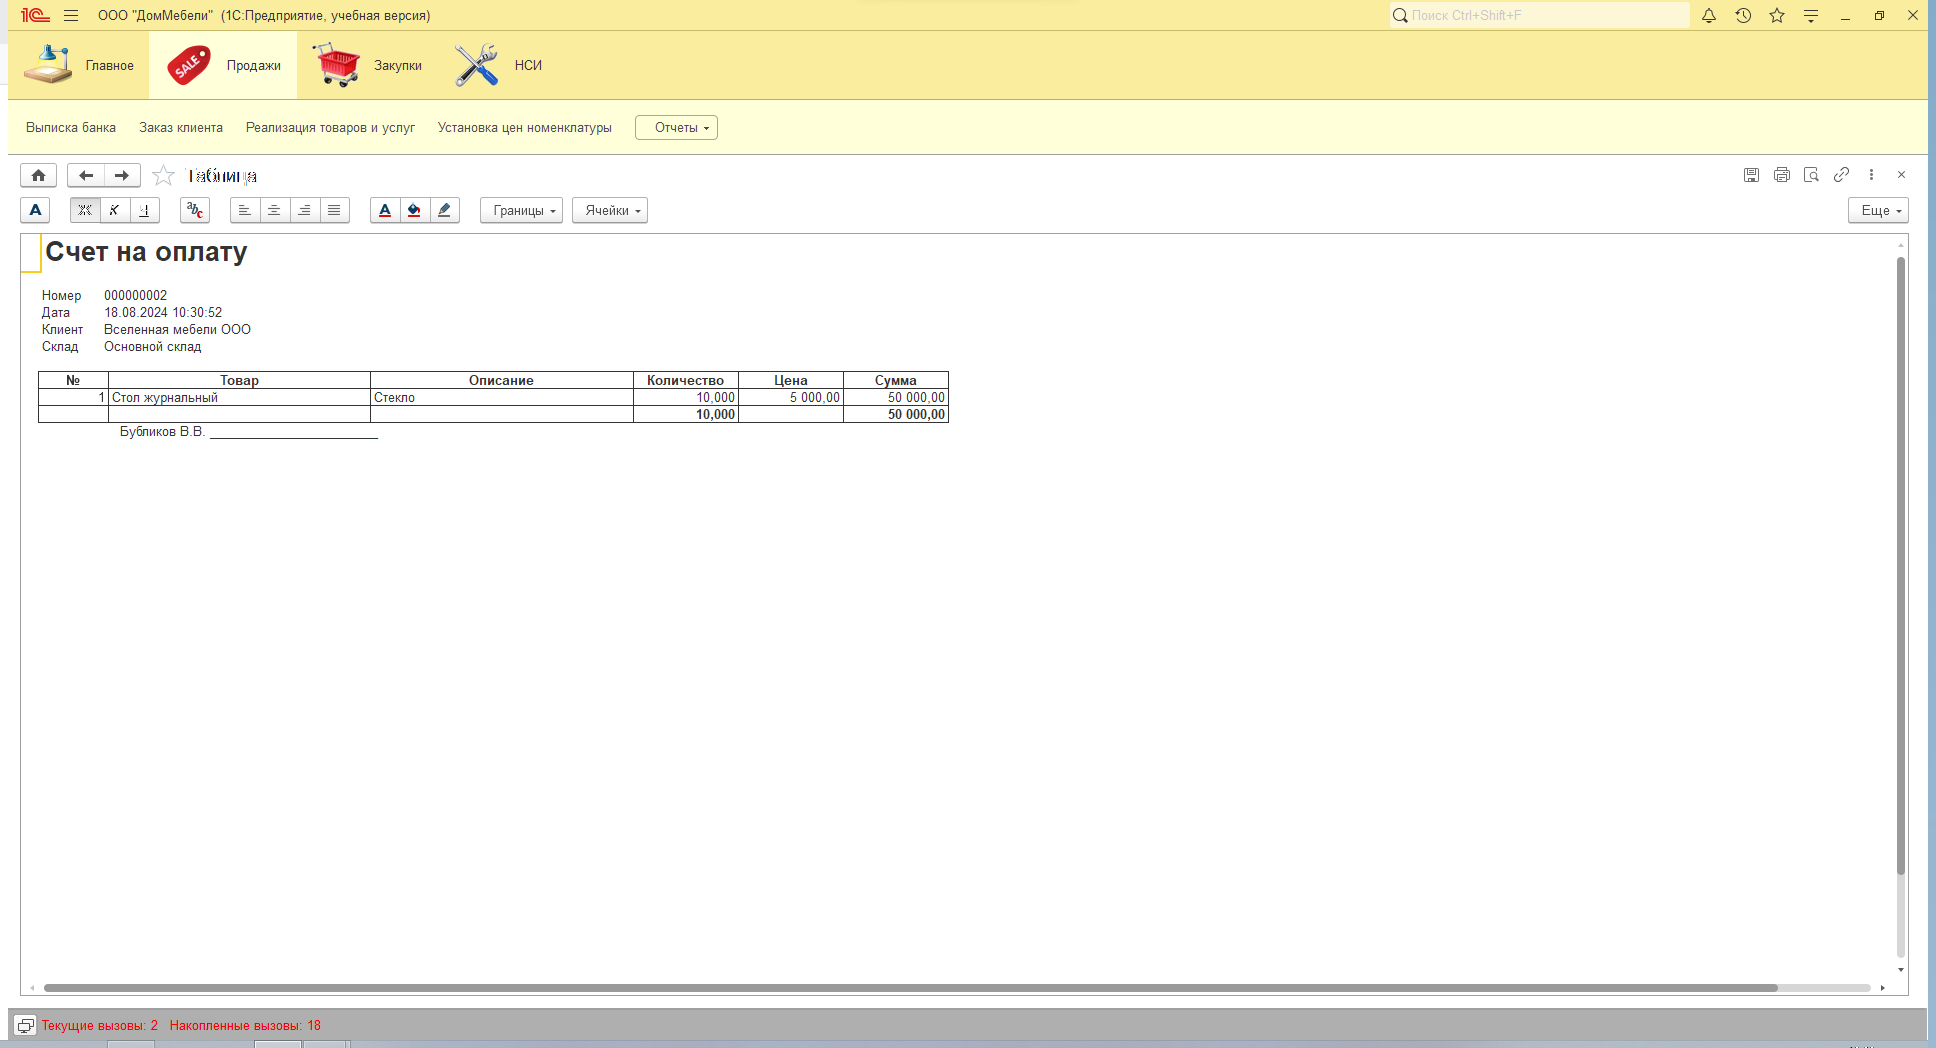 1С ООО "ДомМебели" (1С:Предприятие, учебная версия) Поиск Ctrl+Shift+F
Главное SALE Продажи Закупки НСИ
Выписка банка Заказ клиента Реализация товаров и услуг Установка цен номенклатуры Отчеты
Таблица
А Ж К Ч abc А Границы Ячейки Еще
Счет на оплату
Номер 000000002
Дата 18.08.2024 10:30:52
Клиент Вселенная мебели ООО
Склад Основной склад
№ Товар Описание Количество Цена Сумма
1 Стол журнальный Стекло 10,000 5 000,00 50 000,00
10,000 50 000,00
Бубликов В.В. ________________________
Текущие вызовы: 2 Накопленные вызовы: 18